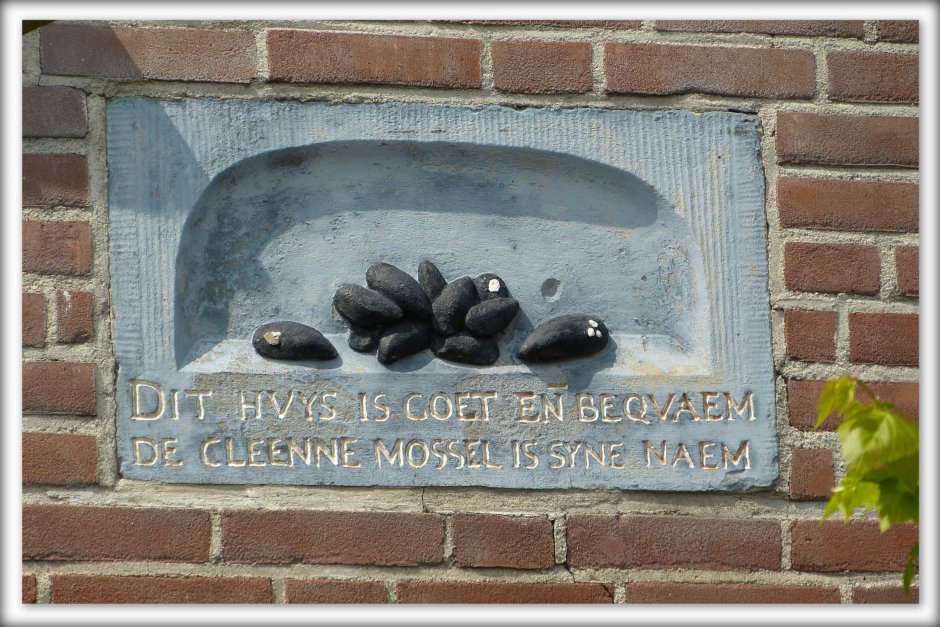 DIT HVYS IS GOET EN̄ BEQVAEM
DE CLEENNE MOSSEL IS SYNE NAEM